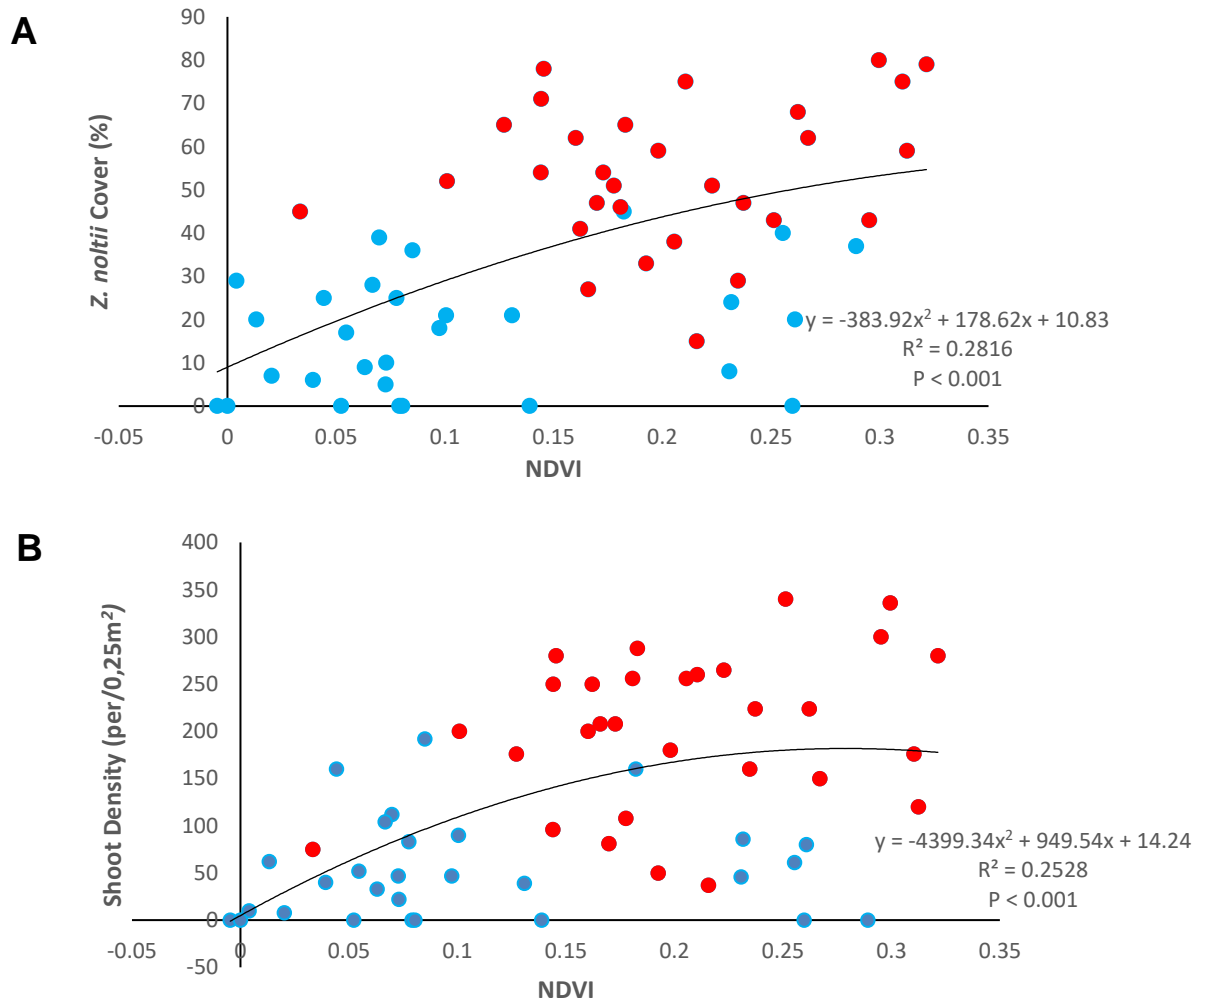 A
90
80
70
60
50
40
30
20
10
0
Z. noltii Cover (%)
y = -383.92x² + 178.62x + 10.83
R² = 0.2816
P < 0.001
-0.05 0 0.05 0.1 0.15 0.2 0.25 0.3 0.35
NDVI
B
400
350
300
250
200
150
100
50
0
-50
Shoot Density (per/0,25m²)
y = -4399.34x² + 949.54x + 14.24
R² = 0.2528
P < 0.001
-0.05 0 0.05 0.1 0.15 0.2 0.25 0.3 0.35
NDVI